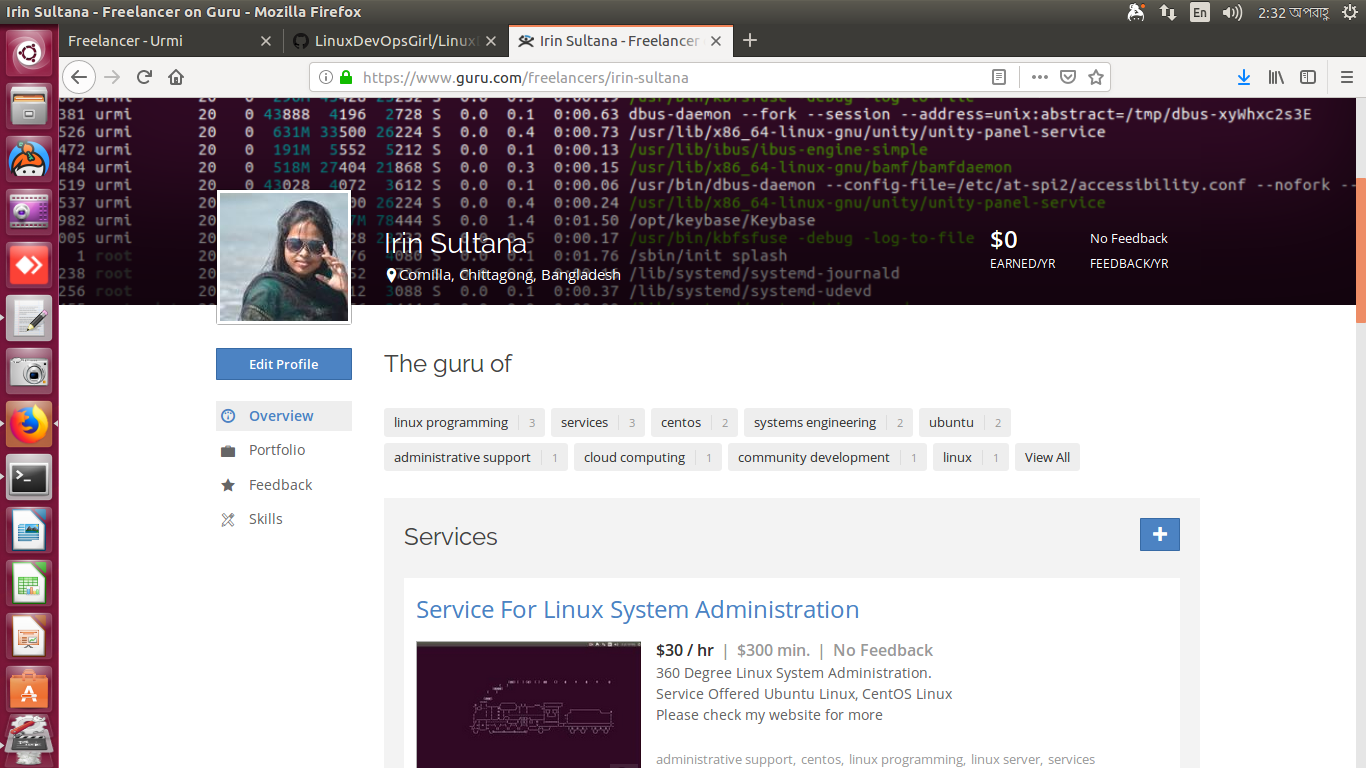 Irin Sultana - Freelancer on Guru - Mozilla Firefox
En
2:32 অপরাহ্ণ
Freelancer - Urmi
LinuxDevOpsGirl/Linux
Irin Sultana - Freelancer
https://www.guru.com/freelancers/irin-sultana
381 urmi 20 0 43888 4196 2728 S 0.0 0.1 0:00.63 dbus-daemon --fork --session --address=unix:abstract=/tmp/dbus-xyWhxc2s3E
526 urmi 20 0 631M 33500 26224 S 0.0 0.4 0:00.73 /usr/lib/x86_64-linux-gnu/unity/unity-panel-service
472 urmi 20 0 191M 5552 5212 S 0.0 0.1 0:00.13 /usr/lib/ibus/ibus-engine-simple
484 urmi 20 0 518M 27404 21868 S 0.0 0.3 0:00.15 /usr/lib/x86_64-linux-gnu/bamf/bamfdaemon
519 urmi 20 0 43028 4072 3612 S 0.0 0.1 0:00.06 /usr/bin/dbus-daemon --config-file=/etc/at-spi2/accessibility.conf --nofork --
537 urmi 20 26224 S 0.0 0.4 0:00.24 /usr/lib/x86_64-linux-gnu/unity/unity-panel-service
982 urmi 20 78444 S 0.0 1.4 0:01.50 /opt/keybase/Keybase
005 urmi 20 0:00.17 /usr/bin/kbfsfuse -debug -log-to-file
1 root 20 4080 S 0.0 0.1 0:01.76 /sbin/init splash
238 root 20 /lib/systemd/systemd-journald
256 root 20 3088 S 0.0 0.1 0:00.37 /lib/systemd/systemd-udevd
Irin Sultana
Comilla, Chittagong, Bangladesh
$0
EARNED/YR
No Feedback
FEEDBACK/YR
Edit Profile
Overview
Portfolio
Feedback
Skills
The guru of
linux programming 3 services 3 centos 2 systems engineering 2 ubuntu 2
administrative support 1 cloud computing 1 community development 1 linux 1 View All
Services
Service For Linux System Administration
$30 / hr | $300 min. | No Feedback
360 Degree Linux System Administration.
Service Offered Ubuntu Linux, CentOS Linux
Please check my website for more
administrative support, centos, linux programming, linux server, services